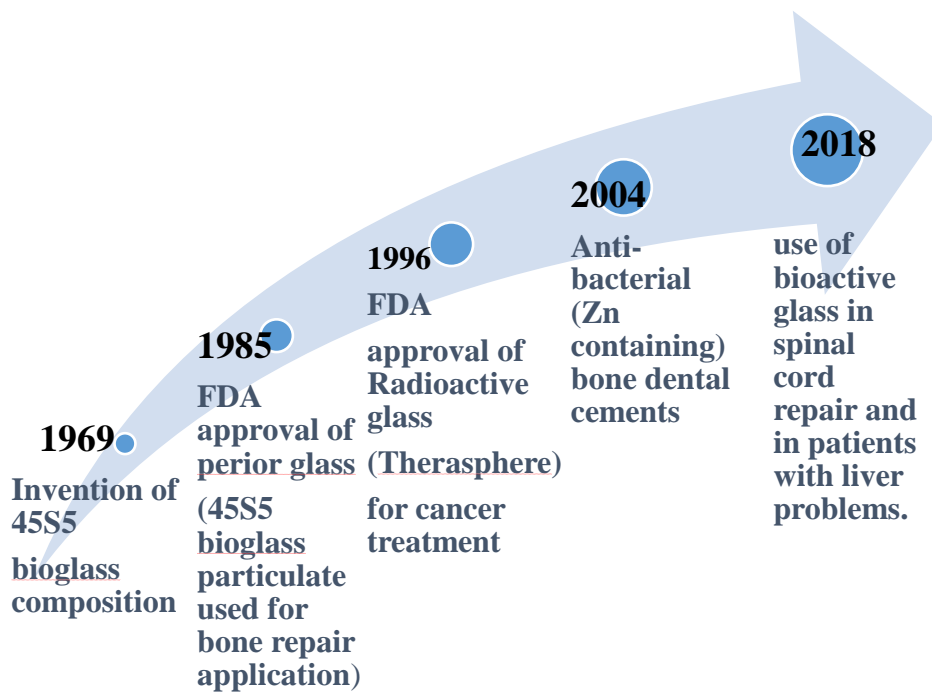 1969
Invention of
45S5
bioglass
composition
1985
FDA
approval of
perior glass
(45S5
bioglass
particulate
used for
bone repair
application)
1996
FDA
approval of
Radioactive
glass
(Therasphere)
for cancer
treatment
2004
Anti-
bacterial
(Zn
containing)
bone dental
cements
2018
use of
bioactive
glass in
spinal
cord
repair and
in patients
with liver
problems.